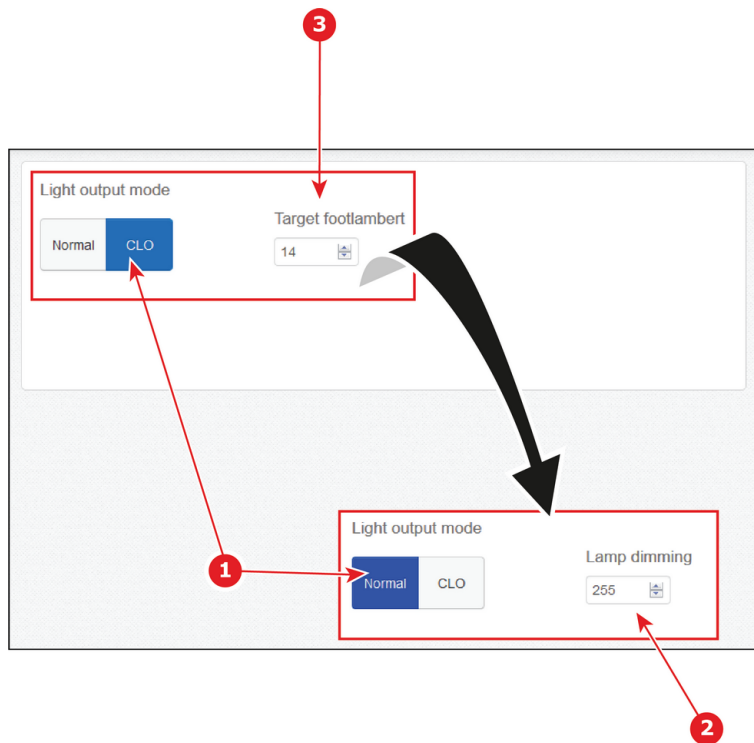 3
Light output mode
Target footlambert
Normal CLO
14
Light output mode
Lamp dimming
1
Normal CLO
255
2